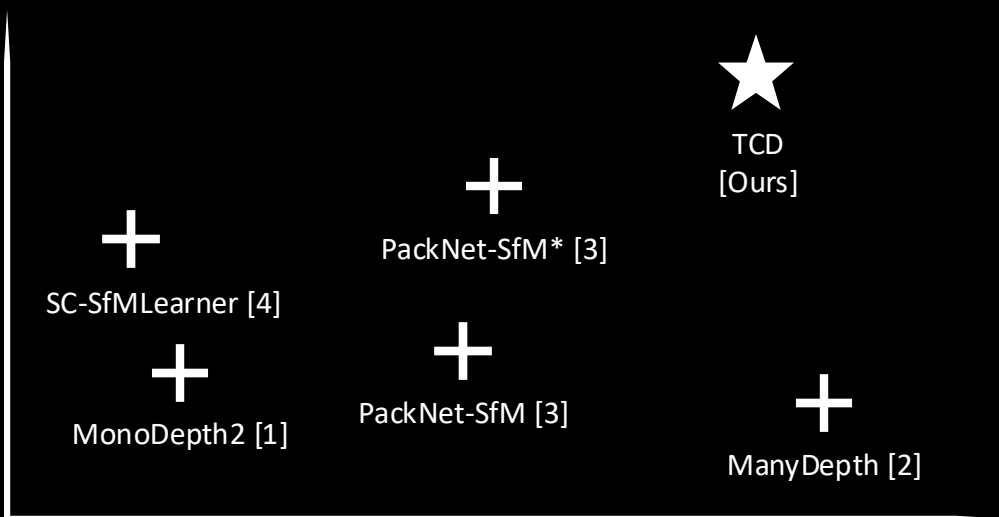 TCD
[Ours]
PackNet-SfM* [3]
SC-SfMLearner [4]
PackNet-SfM [3]
MonoDepth2 [1]
ManyDepth [2]